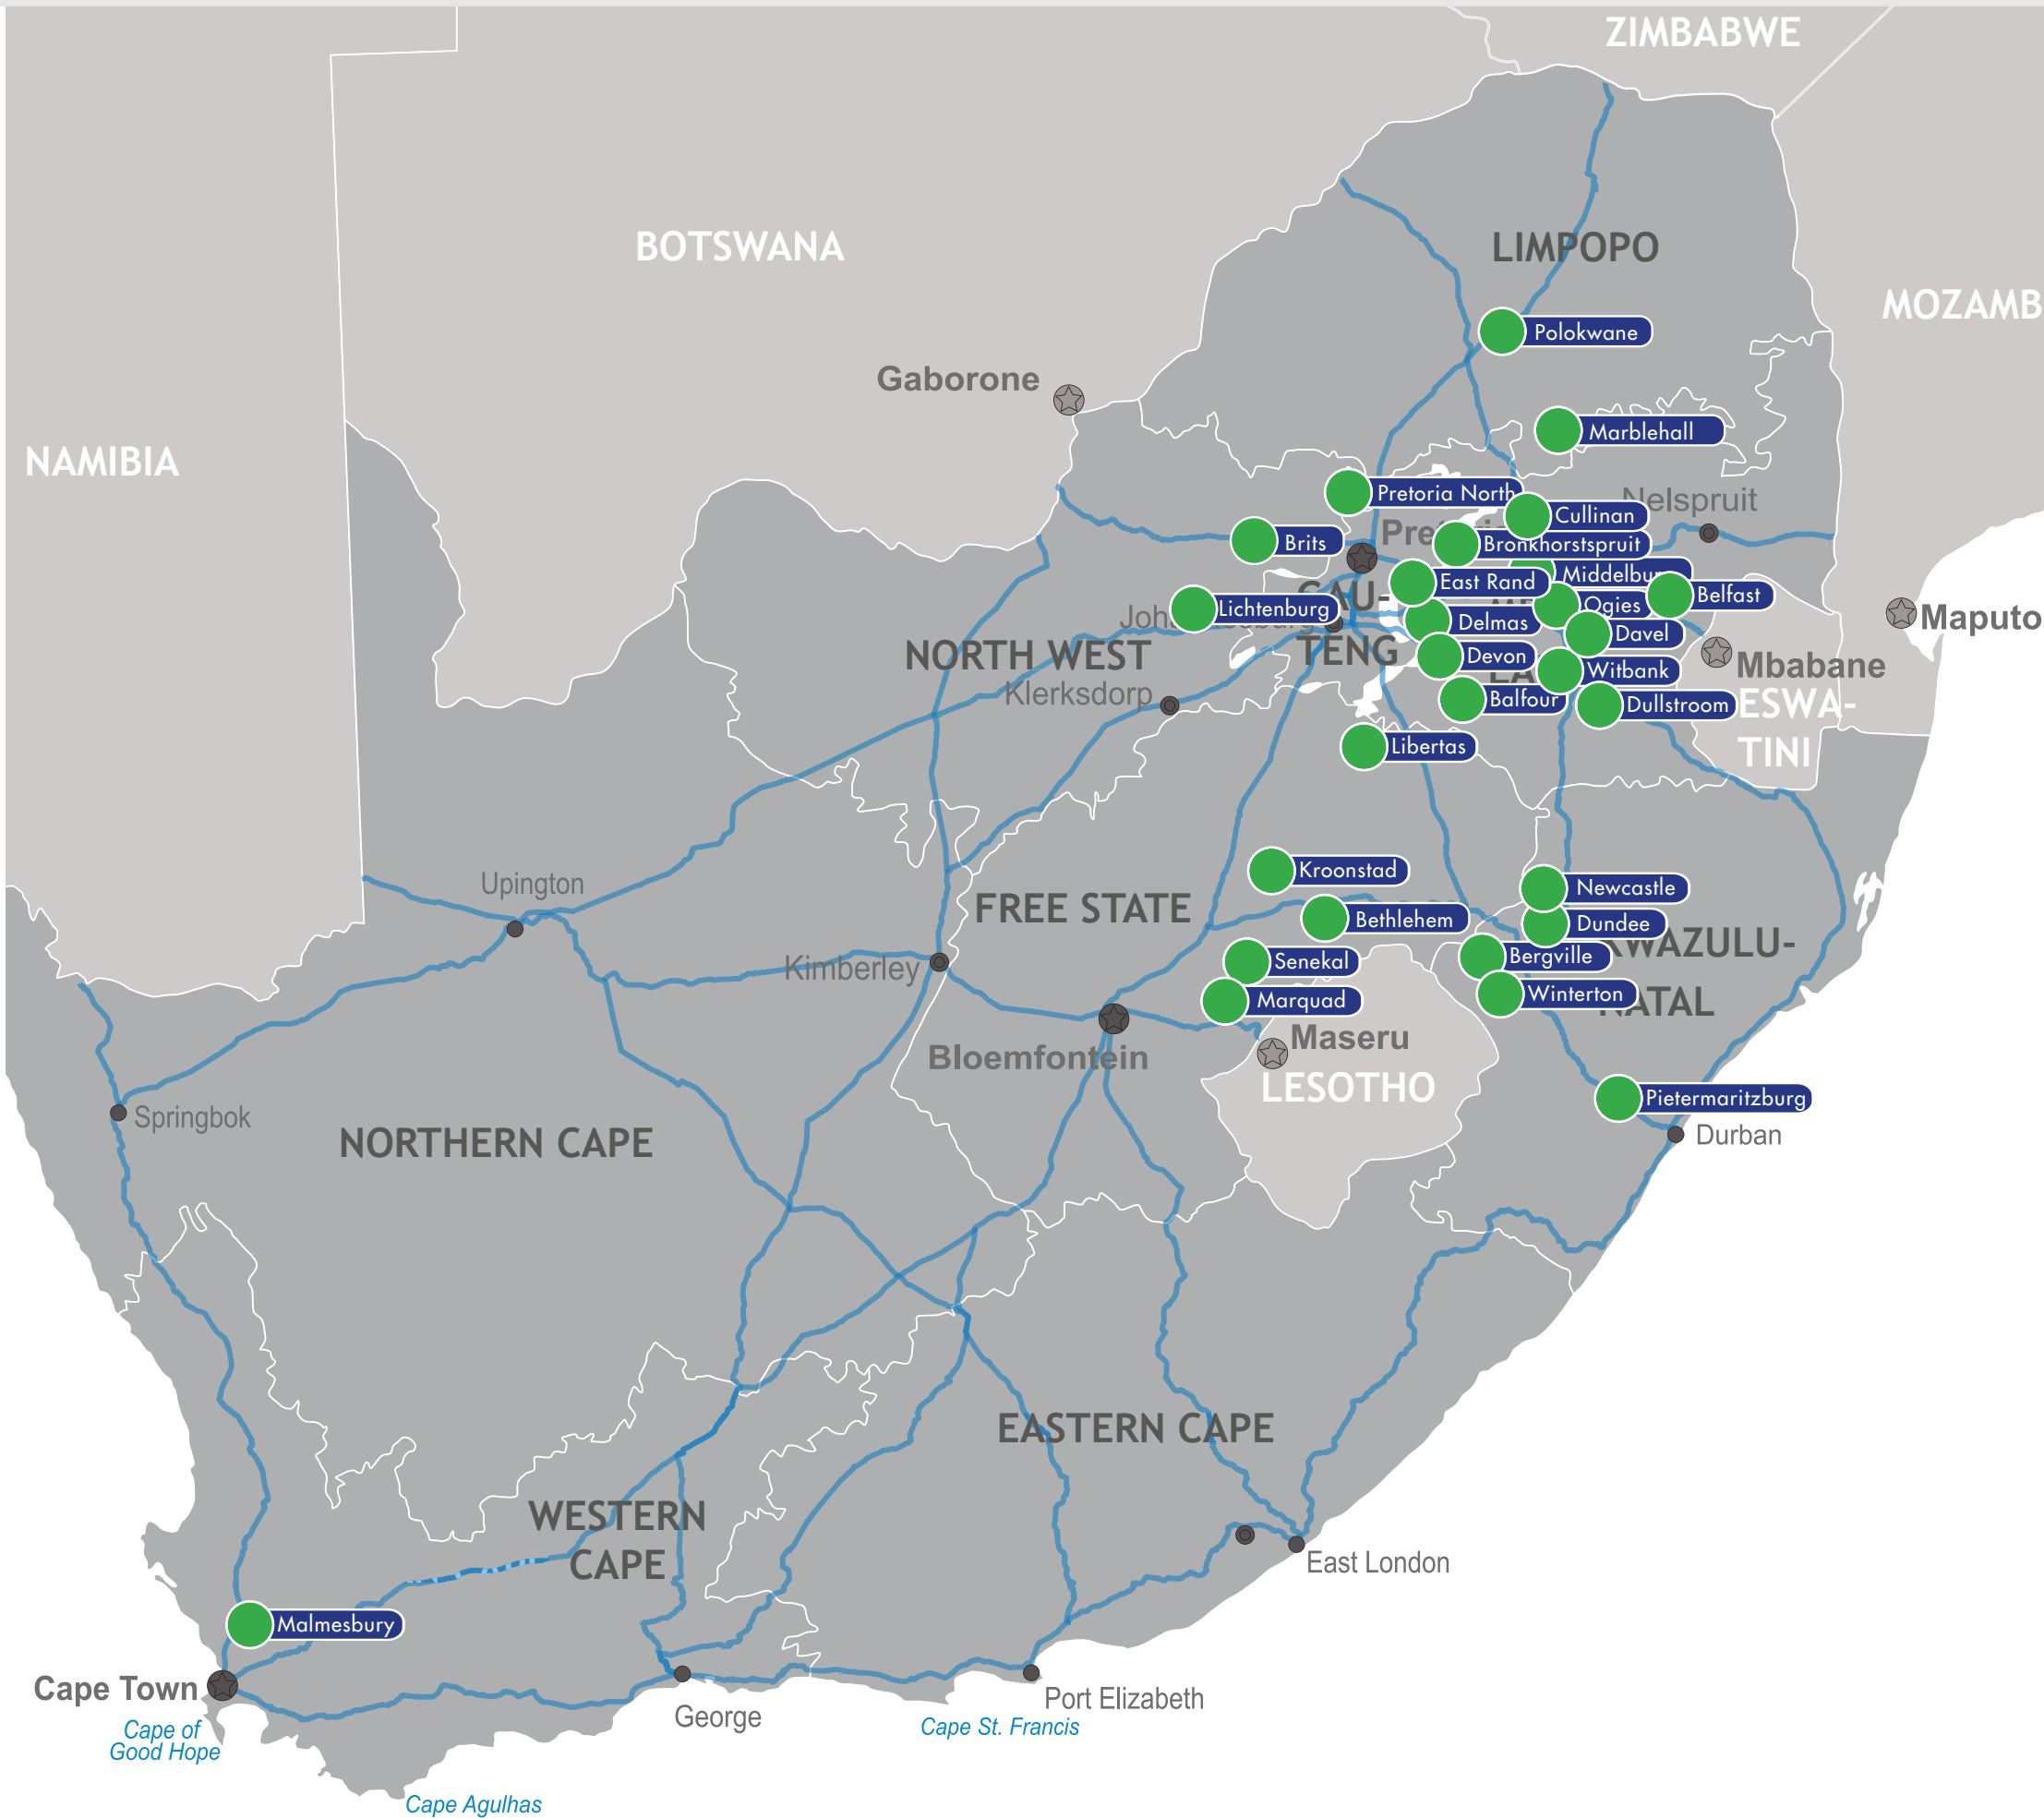 ZIMBABWE
BOTSWANA
LIMPOPO
MOZAMB
Polokwane
Gaborone
Marblehall
NAMIBIA
Pretoria North
Nelspruit
Cullinan
Brits
Bronkhorstspruit
Middelbu
East Rand
Belfast
GAU-
TENG
Ogies
Lichtenburg
Maputo
Delmas
Davel
NORTH WEST
Devon
Witbank
Mbabane
Klerksdorp
Balfour
Dullstroom
ESWA-
TINI
Libertas
Kroonstad
Upington
Newcastle
FREE STATE
Bethlehem
Dundee
KWAZULU-
NATAL
Bergville
Senekal
Kimberley
Winterton
Marquad
Maseru
Bloemfontein
LESOTHO
Pietermaritzburg
Springbok
Durban
NORTHERN CAPE
EASTERN CAPE
WESTERN
CAPE
East London
Malmesbury
Cape Town
Port Elizabeth
George
Cape of
Good Hope
Cape St. Francis
Cape Agulhas